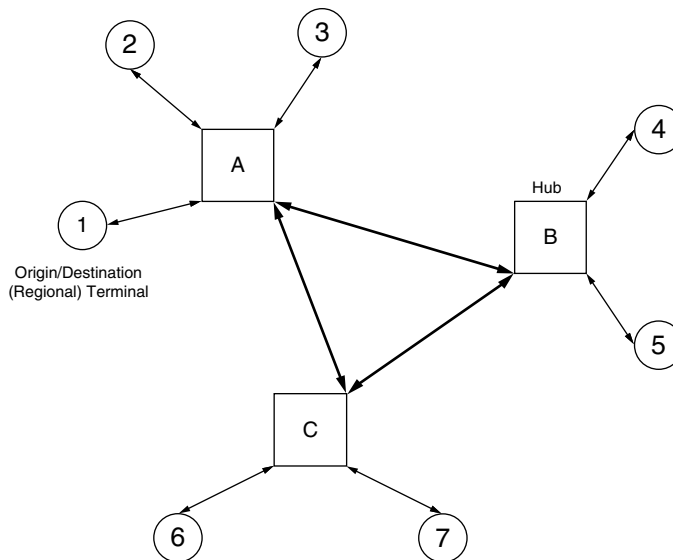 2
3
A
4
Hub
1
B
Origin/Destination
(Regional) Terminal
5
C
6
7